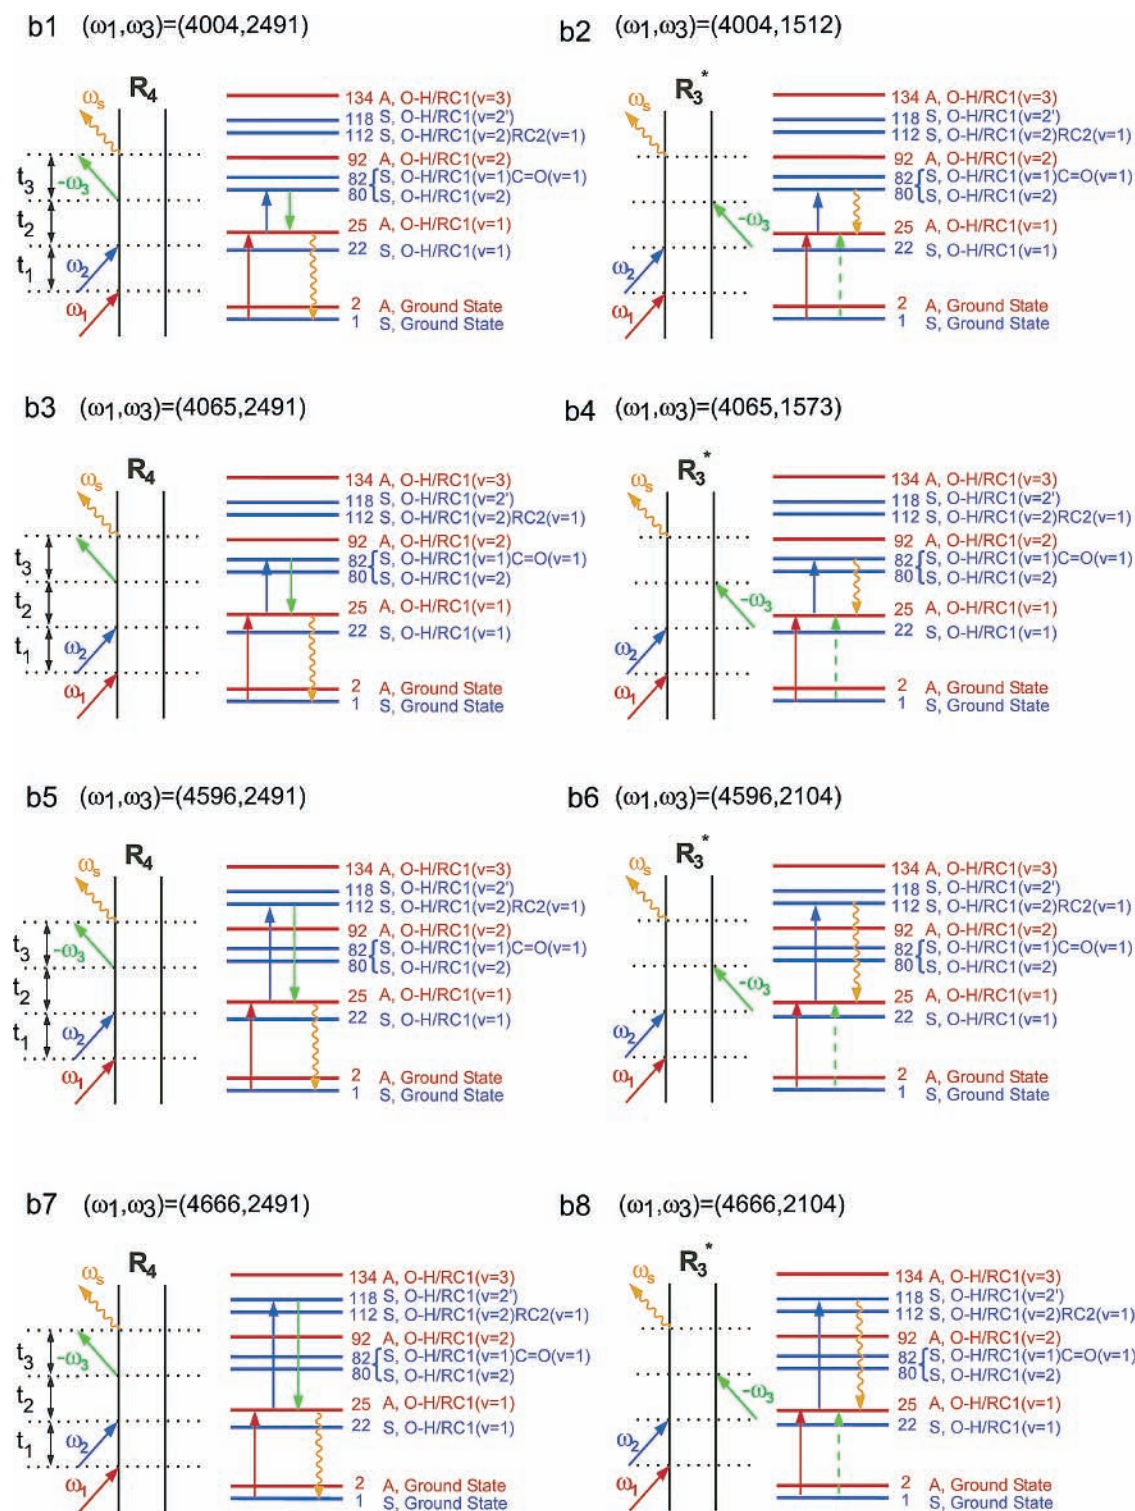 b1 (ω1,ω3)=(4004,2491)
R4
ωs
t3
-ω3
t2
t1
ω2
ω1
134 A, O-H/RC1(v=3)
118 S, O-H/RC1(v=2')
112 S, O-H/RC1(v=2)RC2(v=1)
92 A, O-H/RC1(v=2)
82 S, O-H/RC1(v=1)C=O(v=1)
80 S, O-H/RC1(v=2)
25 A, O-H/RC1(v=1)
22 S, O-H/RC1(v=1)
2 A, Ground State
1 S, Ground State
b2 (ω1,ω3)=(4004,1512)
R3*
ωs
-ω3
ω2
ω1
134 A, O-H/RC1(v=3)
118 S, O-H/RC1(v=2')
112 S, O-H/RC1(v=2)RC2(v=1)
92 A, O-H/RC1(v=2)
82 S, O-H/RC1(v=1)C=O(v=1)
80 S, O-H/RC1(v=2)
25 A, O-H/RC1(v=1)
22 S, O-H/RC1(v=1)
2 A, Ground State
1 S, Ground State
b3 (ω1,ω3)=(4065,2491)
R4
ωs
t3
t2
t1
ω2
ω1
134 A, O-H/RC1(v=3)
118 S, O-H/RC1(v=2')
112 S, O-H/RC1(v=2)RC2(v=1)
92 A, O-H/RC1(v=2)
82 S, O-H/RC1(v=1)C=O(v=1)
80 S, O-H/RC1(v=2)
25 A, O-H/RC1(v=1)
22 S, O-H/RC1(v=1)
2 A, Ground State
1 S, Ground State
b4 (ω1,ω3)=(4065,1573)
R3*
ωs
-ω3
ω2
ω1
134 A, O-H/RC1(v=3)
118 S, O-H/RC1(v=2')
112 S, O-H/RC1(v=2)RC2(v=1)
92 A, O-H/RC1(v=2)
82 S, O-H/RC1(v=1)C=O(v=1)
80 S, O-H/RC1(v=2)
25 A, O-H/RC1(v=1)
22 S, O-H/RC1(v=1)
2 A, Ground State
1 S, Ground State
b5 (ω1,ω3)=(4596,2491)
R4
ωs
t3
-ω3
t2
t1
ω2
ω1
134 A, O-H/RC1(v=3)
118 S, O-H/RC1(v=2')
112 S, O-H/RC1(v=2)RC2(v=1)
92 A, O-H/RC1(v=2)
82 S, O-H/RC1(v=1)C=O(v=1)
80 S, O-H/RC1(v=2)
25 A, O-H/RC1(v=1)
22 S, O-H/RC1(v=1)
2 A, Ground State
1 S, Ground State
b6 (ω1,ω3)=(4596,2104)
R3*
ωs
-ω3
ω2
ω1
134 A, O-H/RC1(v=3)
118 S, O-H/RC1(v=2')
112 S, O-H/RC1(v=2)RC2(v=1)
92 A, O-H/RC1(v=2)
82 S, O-H/RC1(v=1)C=O(v=1)
80 S, O-H/RC1(v=2)
25 A, O-H/RC1(v=1)
22 S, O-H/RC1(v=1)
2 A, Ground State
1 S, Ground State
b7 (ω1,ω3)=(4666,2491)
R4
ωs
t3
-ω3
t2
t1
ω2
ω1
134 A, O-H/RC1(v=3)
118 S, O-H/RC1(v=2')
112 S, O-H/RC1(v=2)RC2(v=1)
92 A, O-H/RC1(v=2)
82 S, O-H/RC1(v=1)C=O(v=1)
80 S, O-H/RC1(v=2)
25 A, O-H/RC1(v=1)
22 S, O-H/RC1(v=1)
2 A, Ground State
1 S, Ground State
b8 (ω1,ω3)=(4666,2104)
R3*
ωs
-ω3
ω2
ω1
134 A, O-H/RC1(v=3)
118 S, O-H/RC1(v=2')
112 S, O-H/RC1(v=2)RC2(v=1)
92 A, O-H/RC1(v=2)
82 S, O-H/RC1(v=1)C=O(v=1)
80 S, O-H/RC1(v=2)
25 A, O-H/RC1(v=1)
22 S, O-H/RC1(v=1)
2 A, Ground State
1 S, Ground State